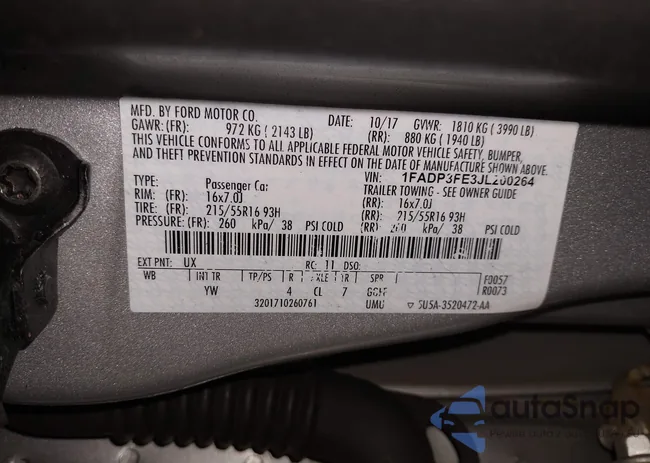 MFD. BY FORD MOTOR CO. DATE: 10/17 GVWR: 1810 KG ( 3990 LB)
GAWR: (FR): 972 KG ( 2143 LB) (RR): 880 KG ( 1940 LB)
THIS VEHICLE CONFORMS TO ALL APPLICABLE FEDERAL MOTOR VEHICLE SAFETY, BUMPER,
AND THEFT PREVENTION STANDARDS IN EFFECT ON THE DATE OF MANUFACTURE SHOWN ABOVE.
VIN: 1FADP3FE3JL200264
TYPE: Passenger Car TRAILER TOWING - SEE OWNER GUIDE
RIM: (FR) 16x7.0J (RR) 16x7.0J
TIRE: (FR) 215/55R16 93H (RR) 215/55R16 93H
PRESSURE: (FR) 260 kPa/ 38 PSI COLD (RR) 260 kPa/ 38 PSI COLD
EXT PNT: UX RC: 11 DSO:
WB INT TR TP/PS R AXLE TR SPR F0057
YW 4 CL 7 R0073
3201710260761 UMU 5U5A-3520472-AA
autoSnap